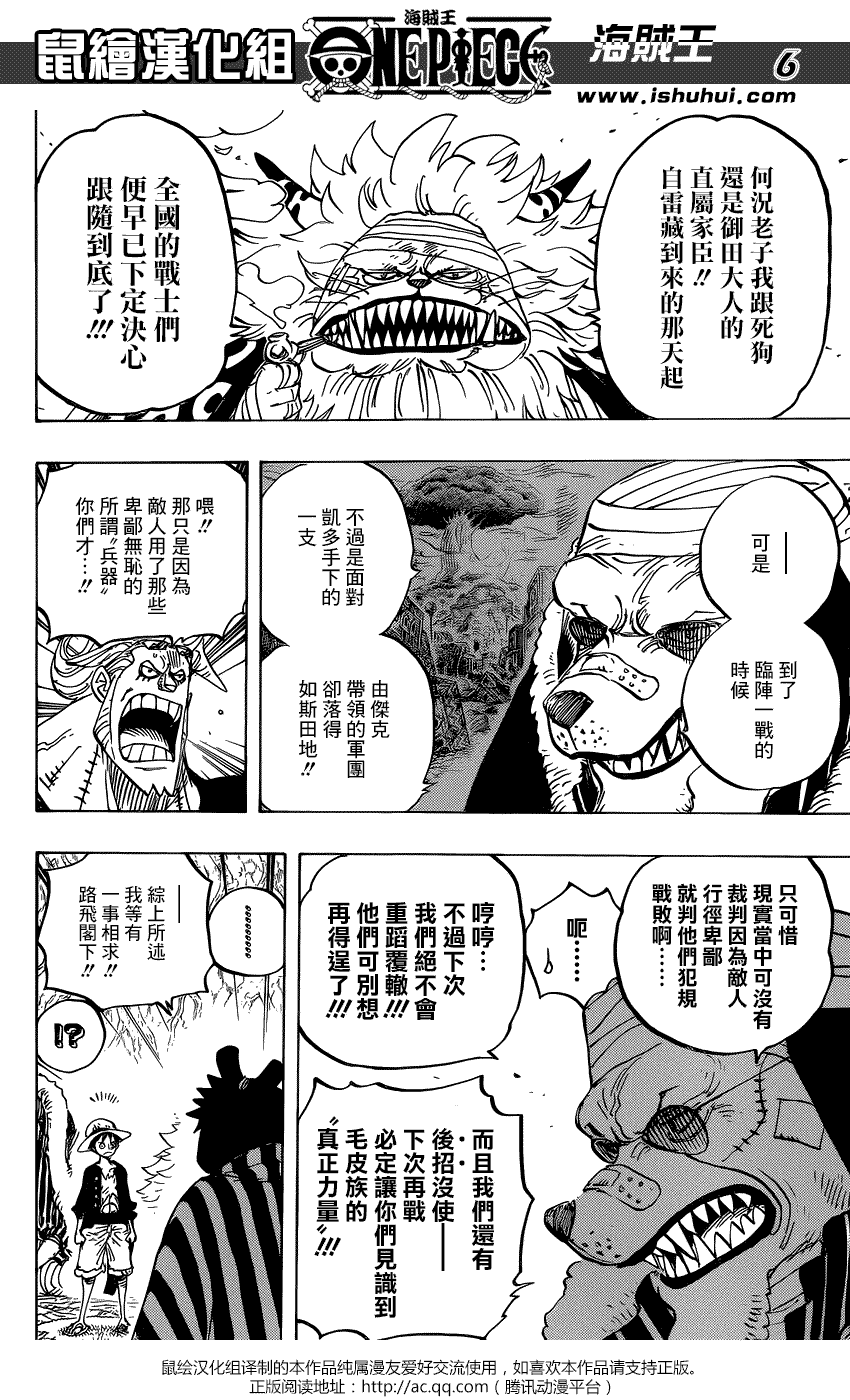 鼠繪漢化組
海賊王
ONE PIECE
海賊王
6
www.ishuhui.com
何況老子我跟死狗
還是御田大人的
直屬家臣!!
自雷藏到來的那天起
全國的戰士們
便早已下定決心
跟隨到底了!!!
——可是
到了
臨陣一戰的
時候
不過是面對
凱多手下的
一支
由傑克
帶領的軍團
卻落得
如斯田地!!
喂!!
那只是因為
敵人用了那些
卑鄙無恥的
所謂〝兵器〞
你們才…!!
只可惜
現實當中可沒有
裁判因為敵人
行徑卑鄙
就判他們犯規
戰敗啊……
呃……
哼哼…
不過下次
我們絕不會
重蹈覆轍!!!
他們可別想
再得逞了!!!
而且我們還有
後招沒使——
下次再戰
必定讓你們見識到
毛皮族的
〝真正力量〞!!!
………
——綜上所述
我等有
一事相求!!
路飛閣下!!
!?
鼠绘汉化组译制的本作品纯属漫友爱好交流使用，如喜欢本作品请支持正版。
正版阅读地址：http://ac.qq.com（腾讯动漫平台）